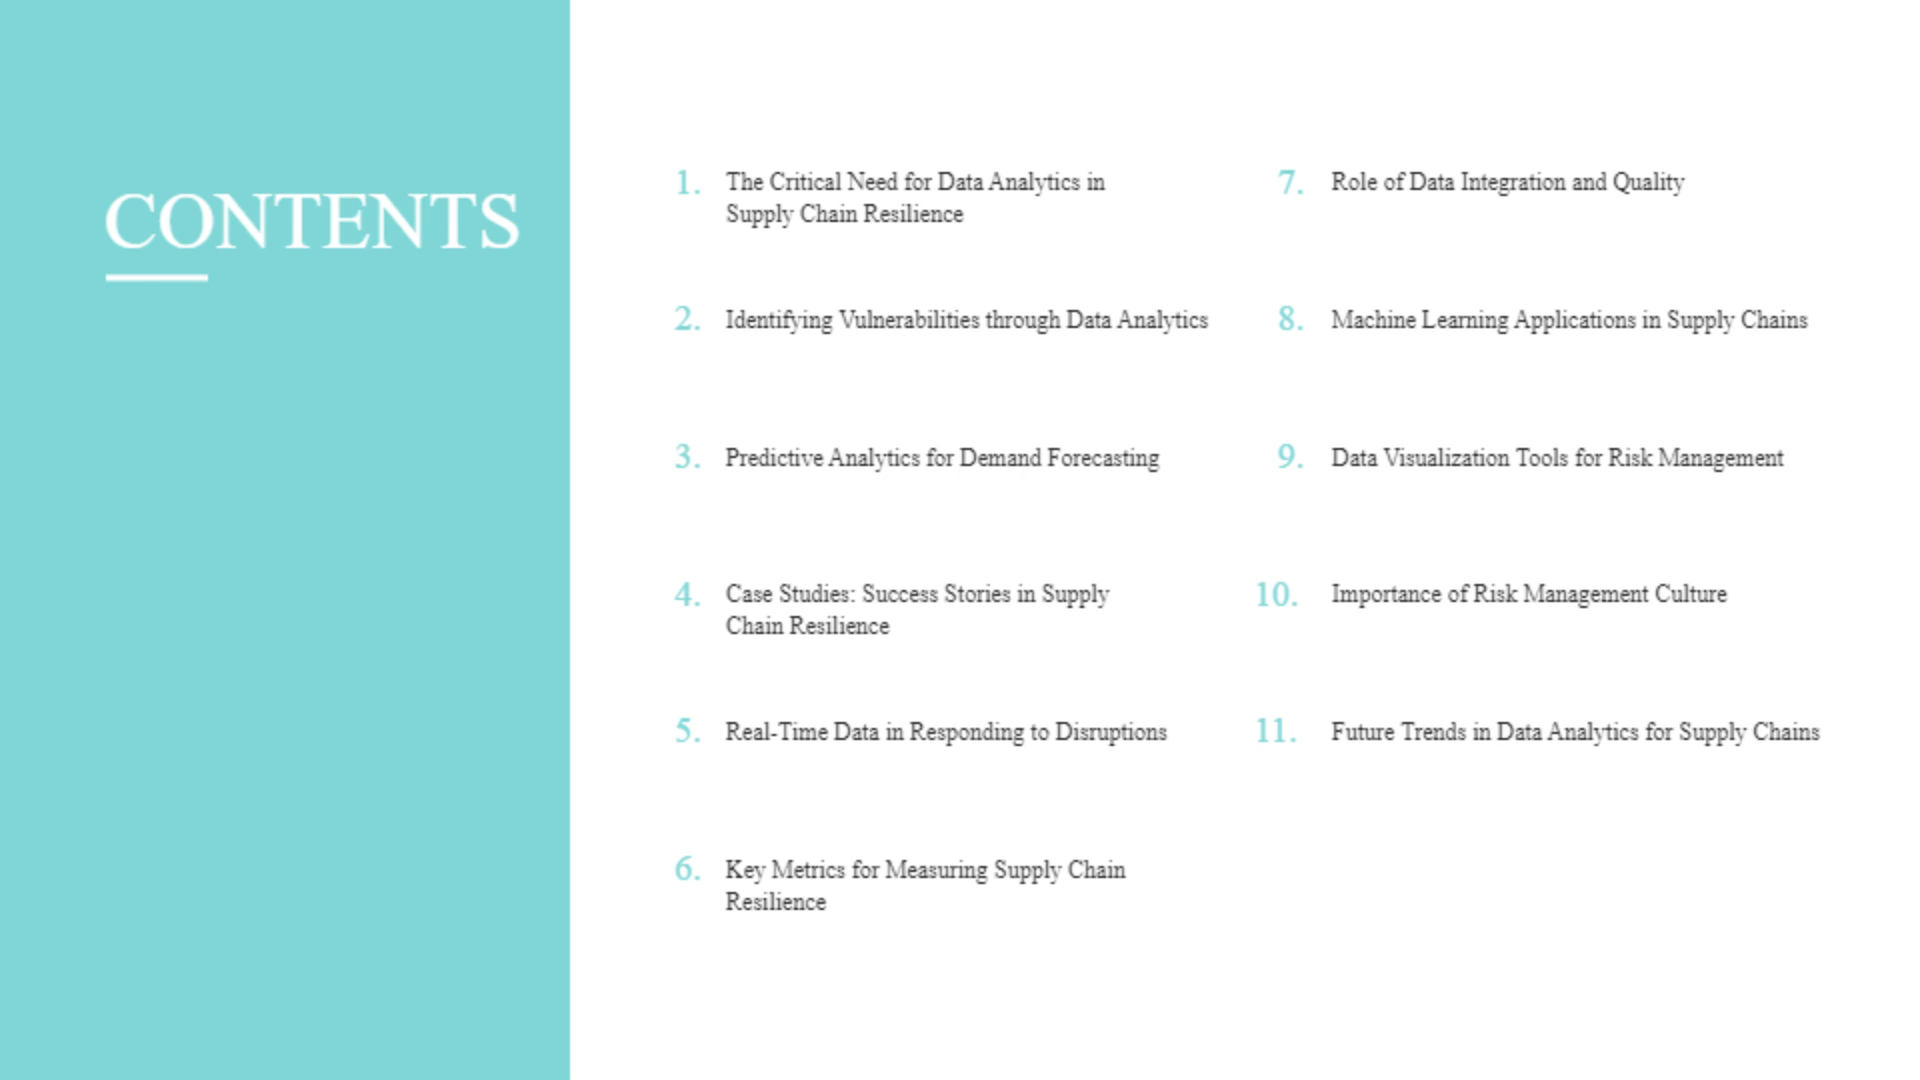 CONTENTS
1. The Critical Need for Data Analytics in
Supply Chain Resilience
2. Identifying Vulnerabilities through Data Analytics
3. Predictive Analytics for Demand Forecasting
4. Case Studies: Success Stories in Supply
Chain Resilience
5. Real-Time Data in Responding to Disruptions
6. Key Metrics for Measuring Supply Chain
Resilience
7. Role of Data Integration and Quality
8. Machine Learning Applications in Supply Chains
9. Data Visualization Tools for Risk Management
10. Importance of Risk Management Culture
11. Future Trends in Data Analytics for Supply Chains